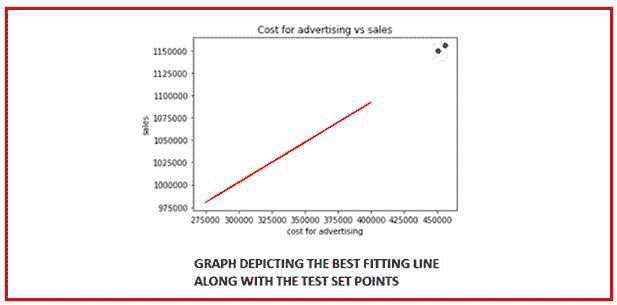 Cost for advertising vs sales
1150000
1125000
1100000
1075000
1050000
1025000
1000000
975000
sales
275000 300000 325000 350000 375000 400000 425000 450000
cost for advertising
GRAPH DEPICTING THE BEST FITTING LINE
ALONG WITH THE TEST SET POINTS